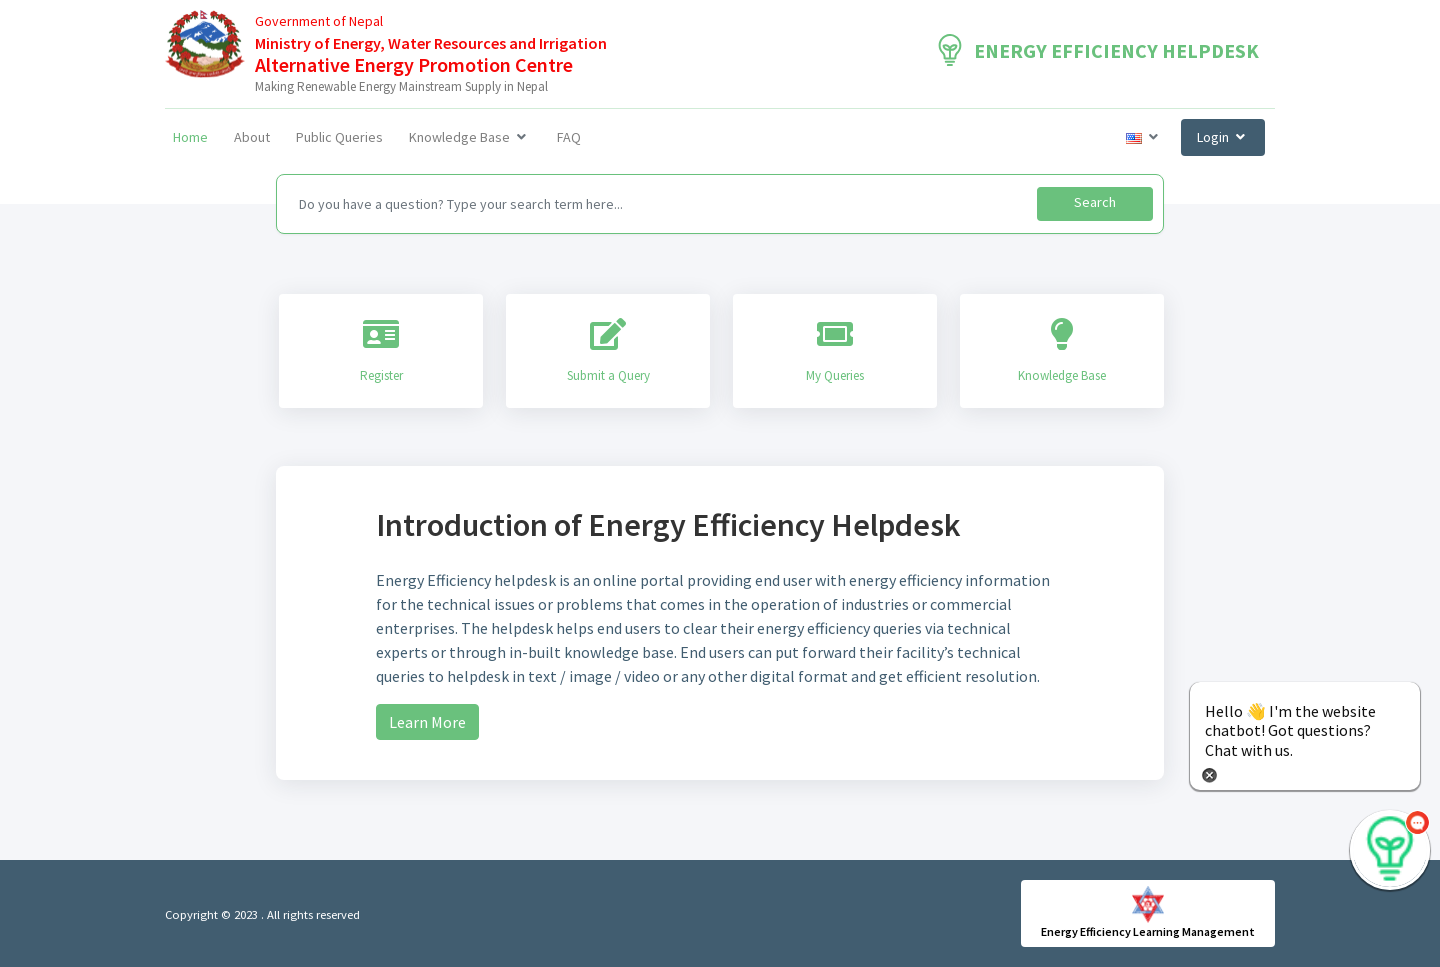 Government of Nepal
Ministry of Energy, Water Resources and Irrigation
Alternative Energy Promotion Centre
Making Renewable Energy Mainstream Supply in Nepal
ENERGY EFFICIENCY HELPDESK
Home About Public Queries Knowledge Base FAQ Login
Do you have a question? Type your search term here... Search
Register Submit a Query My Queries Knowledge Base
Introduction of Energy Efficiency Helpdesk
Energy Efficiency helpdesk is an online portal providing end user with energy efficiency information
for the technical issues or problems that comes in the operation of industries or commercial
enterprises. The helpdesk helps end users to clear their energy efficiency queries via technical
experts or through in-built knowledge base. End users can put forward their facility’s technical
queries to helpdesk in text / image / video or any other digital format and get efficient resolution.
Learn More
Hello 👋 I'm the website
chatbot! Got questions?
Chat with us.
Copyright © 2023 . All rights reserved
Energy Efficiency Learning Management